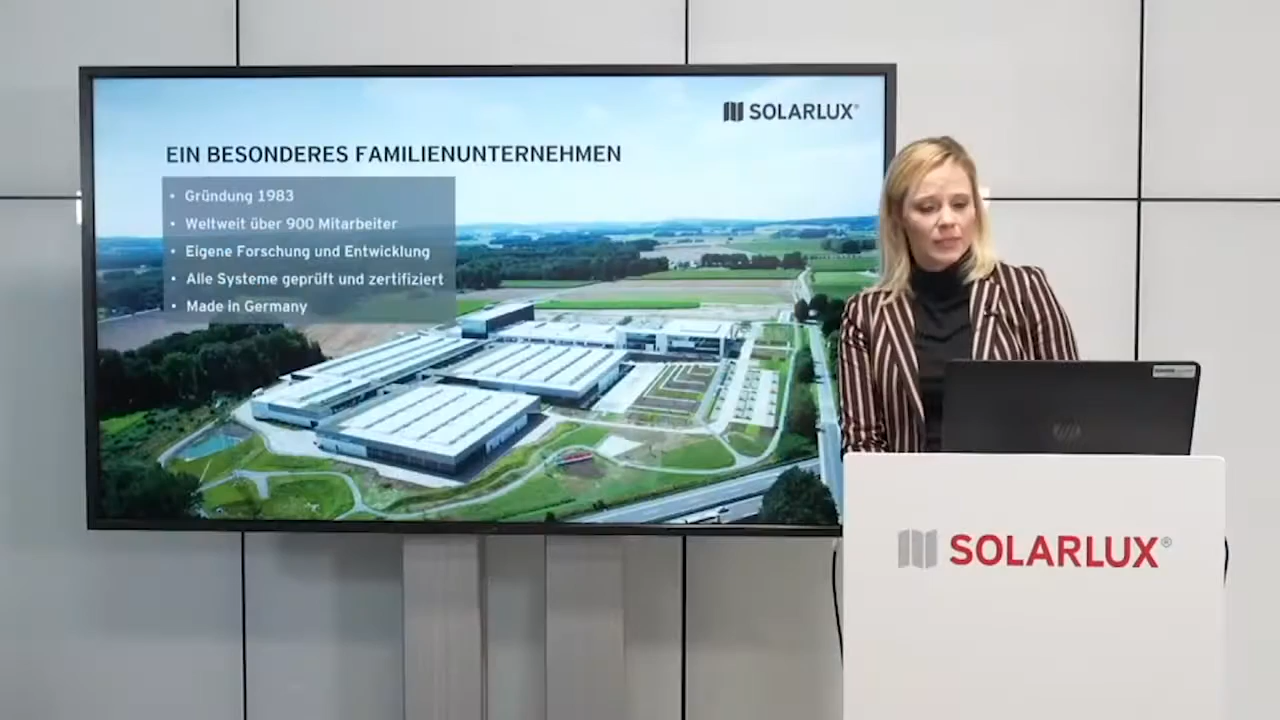 SOLARLUX®
EIN BESONDERES FAMILIENUNTERNEHMEN
• Gründung 1983
• Weltweit über 900 Mitarbeiter
• Eigene Forschung und Entwicklung
• Alle Systeme geprüft und zertifiziert
• Made in Germany
hp
SOLARLUX®